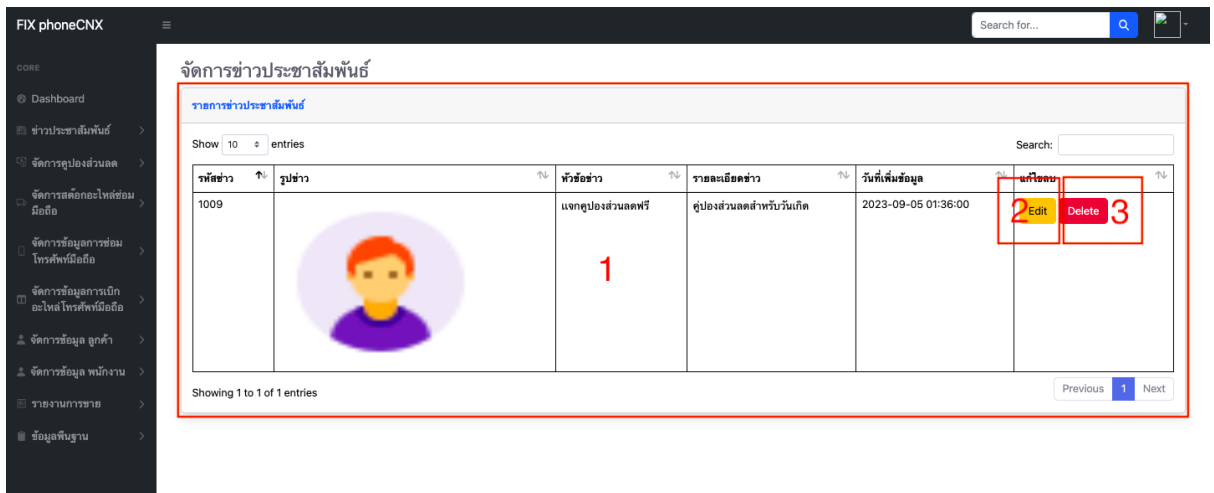 FIX phoneCNX
Search for...
CORE
Dashboard
ข่าวประชาสัมพันธ์
จัดการคูปองส่วนลด
จัดการสต๊อกอะไหล่ซ่อม
มือถือ
จัดการข้อมูลการซ่อม
โทรศัพท์มือถือ
จัดการข้อมูลการเบิก
อะไหล่โทรศัพท์มือถือ
จัดการข้อมูล ลูกค้า
จัดการข้อมูล พนักงาน
รายงานการขาย
ข้อมูลพื้นฐาน
จัดการข่าวประชาสัมพันธ์
รายการข่าวประชาสัมพันธ์
Show 10 entries
Search:
รหัสข่าว รูปข่าว หัวข้อข่าว รายละเอียดข่าว วันที่เพิ่มข้อมูล แก้ไขลบ
1009 แจกคูปองส่วนลดฟรี คู่ปองส่วนลดสำหรับวันเกิด 2023-09-05 01:36:00 2 Edit Delete 3
1
Showing 1 to 1 of 1 entries
Previous 1 Next